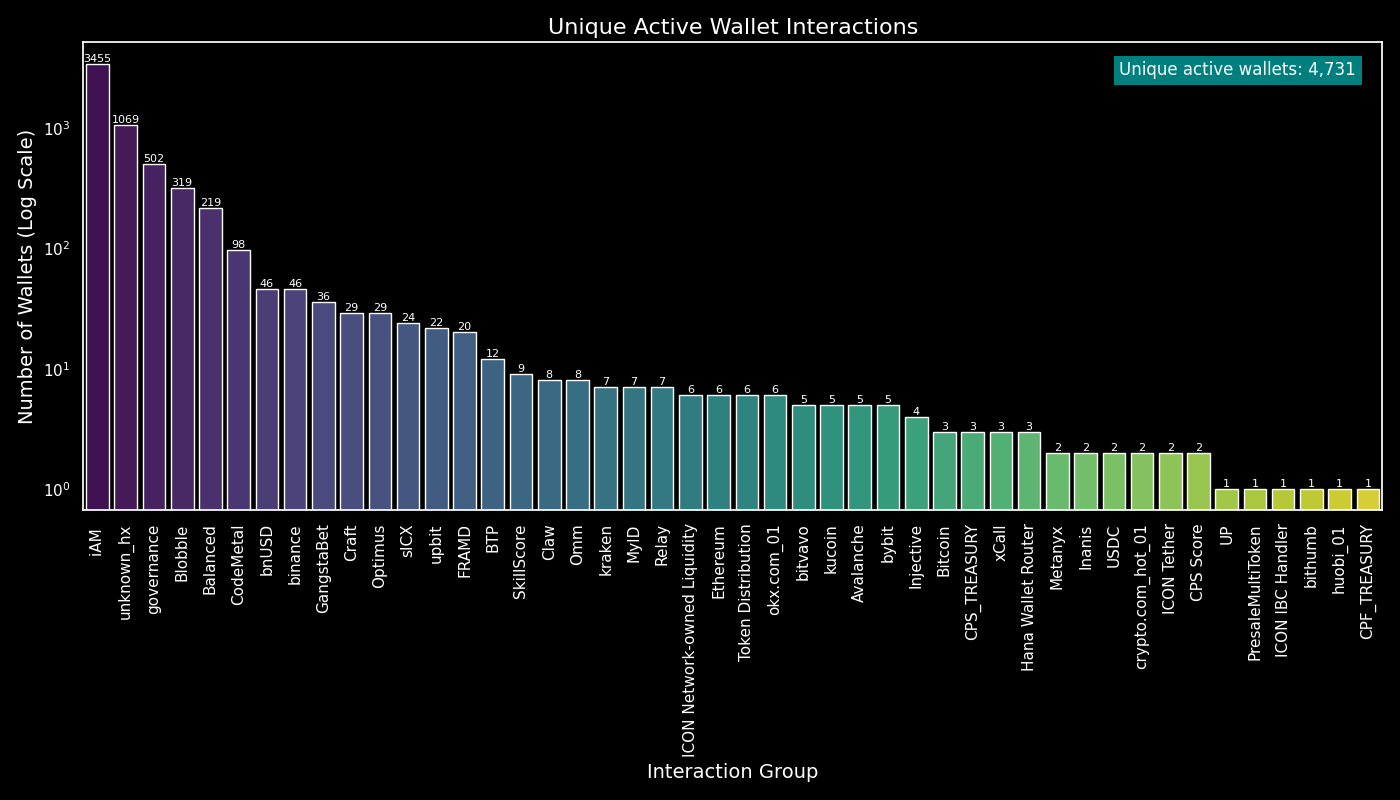 Unique Active Wallet Interactions
Unique active wallets: 4,731
Number of Wallets (Log Scale)
10³
10²
10¹
10⁰
3455
1069
502
319
219
98
46
46
36
29
29
24
22
20
12
9
8
8
7
7
7
6
6
6
6
5
5
5
5
4
3
3
3
3
2
2
2
2
2
2
1
1
1
1
1
1
iAM
unknown_hx
governance
Blobble
Balanced
CodeMetal
bnUSD
binance
GangstaBet
Craft
Optimus
sICX
upbit
FRAMD
BTP
SkillScore
Claw
Omm
kraken
MyID
Relay
ICON Network-owned Liquidity
Ethereum
Token Distribution
okx.com_01
bitvavo
kucoin
Avalanche
bybit
Injective
Bitcoin
CPS_TREASURY
xCall
Hana Wallet Router
Metanyx
Inanis
USDC
crypto.com_hot_01
ICON Tether
CPS Score
UP
PresaleMultiToken
ICON IBC Handler
bithumb
huobi_01
CPF_TREASURY
Interaction Group